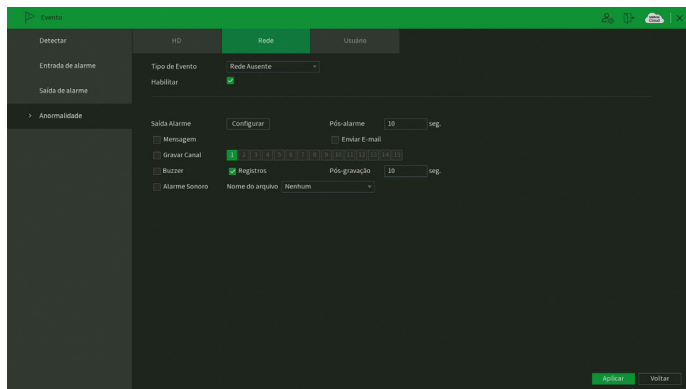 Evento
Detectar
Entrada de alarme
Saída de alarme
Anormalidade
HD Rede Usuário
Tipo de Evento Rede Ausente
Habilitar
Saída Alarme Configurar Pós-alarme 10 seg.
Mensagem Enviar E-mail
Gravar Canal 1 2 3 4 5 6 7 8 9 10 11 12 13 14 15
Buzzer Registros Pós-gravação 10 seg.
Alarme Sonoro Nome do arquivo Nenhum
Aplicar Voltar